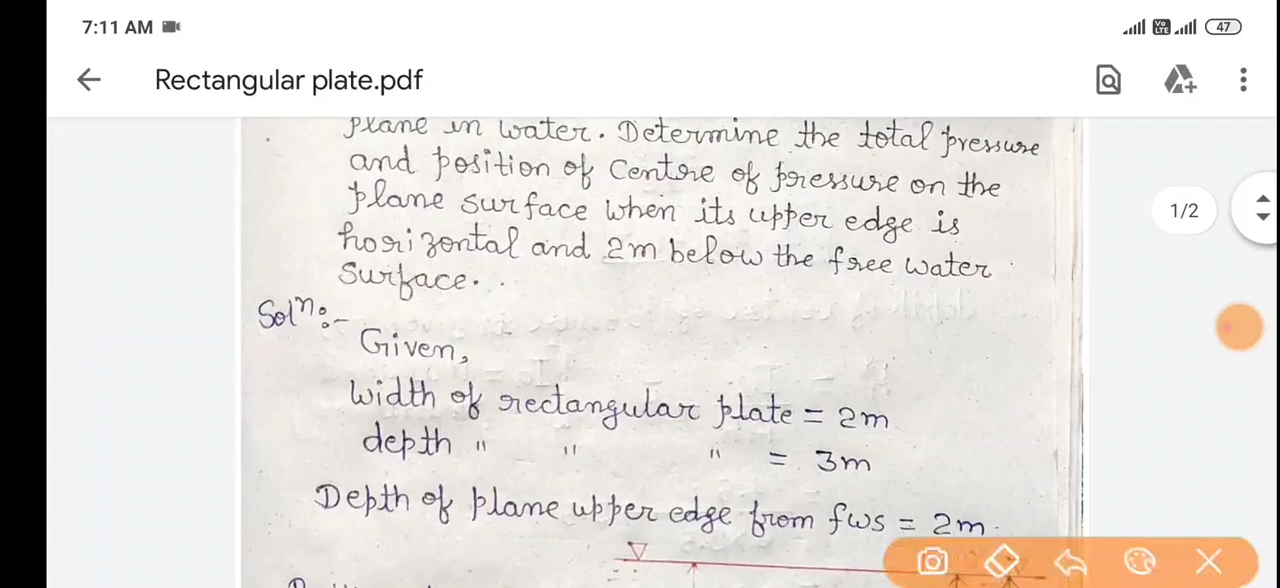 7:11 AM
Vo LTE
47
Rectangular plate.pdf
plane in water. Determine the total pressure
and position of Centre of pressure on the
plane surface when its upper edge is
horizontal and 2m below the free water
surface.
1/2
Solⁿ:-
Given,
Width of rectangular plate = 2m
depth " " " = 3m
Depth of plane upper edge from fws = 2m.